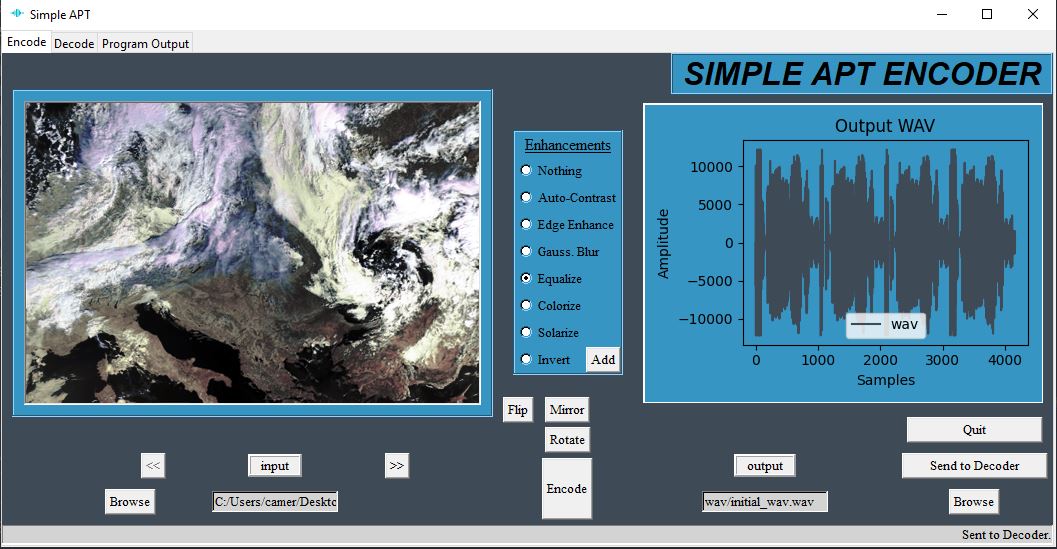 Simple APT
Encode Decode Program Output
SIMPLE APT ENCODER
Enhancements
Nothing
Auto-Contrast
Edge Enhance
Gauss. Blur
Equalize
Colorize
Solarize
Invert
Add
Output WAV
Amplitude
10000
5000
0
−5000
−10000
wav
0 1000 2000 3000 4000
Samples
Flip Mirror
Rotate
Encode
<< input >>
Browse C:/Users/camer/Deskto
Quit
output Send to Decoder
wav/initial_wav.wav Browse
Sent to Decoder.